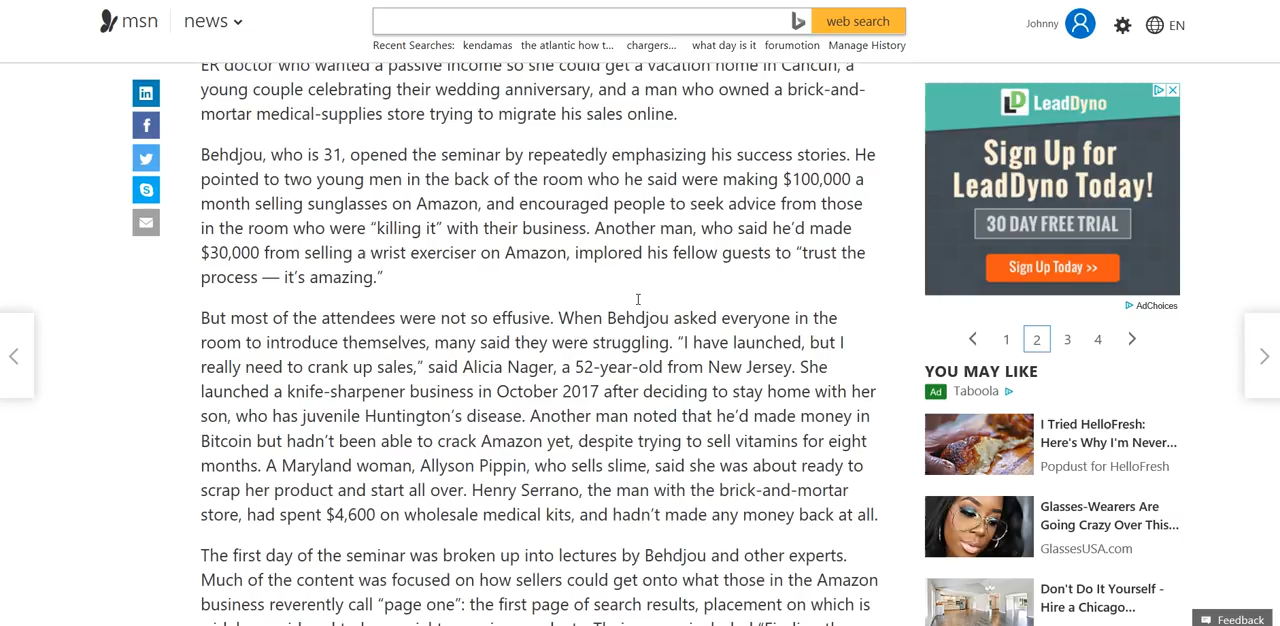 msn
news
web search
Johnny
EN
Recent Searches: kendamas the atlantic how t... chargers... what day is it forumotion Manage History
ER doctor who wanted a passive income so she could get a vacation home in Cancun, a
young couple celebrating their wedding anniversary, and a man who owned a brick-and-
mortar medical-supplies store trying to migrate his sales online.
Behdjou, who is 31, opened the seminar by repeatedly emphasizing his success stories. He
pointed to two young men in the back of the room who he said were making $100,000 a
month selling sunglasses on Amazon, and encouraged people to seek advice from those
in the room who were “killing it” with their business. Another man, who said he’d made
$30,000 from selling a wrist exerciser on Amazon, implored his fellow guests to “trust the
process — it’s amazing.”
But most of the attendees were not so effusive. When Behdjou asked everyone in the
room to introduce themselves, many said they were struggling. “I have launched, but I
really need to crank up sales,” said Alicia Nager, a 52-year-old from New Jersey. She
launched a knife-sharpener business in October 2017 after deciding to stay home with her
son, who has juvenile Huntington’s disease. Another man noted that he’d made money in
Bitcoin but hadn’t been able to crack Amazon yet, despite trying to sell vitamins for eight
months. A Maryland woman, Allyson Pippin, who sells slime, said she was about ready to
scrap her product and start all over. Henry Serrano, the man with the brick-and-mortar
store, had spent $4,600 on wholesale medical kits, and hadn’t made any money back at all.
The first day of the seminar was broken up into lectures by Behdjou and other experts.
Much of the content was focused on how sellers could get onto what those in the Amazon
business reverently call “page one”: the first page of search results, placement on which is
LeadDyno
Sign Up for
LeadDyno Today!
30 DAY FREE TRIAL
Sign Up Today >>
AdChoices
1 2 3 4
YOU MAY LIKE
Ad Taboola
I Tried HelloFresh:
Here's Why I'm Never...
Popdust for HelloFresh
Glasses-Wearers Are
Going Crazy Over This...
GlassesUSA.com
Don't Do It Yourself -
Hire a Chicago...
Feedback